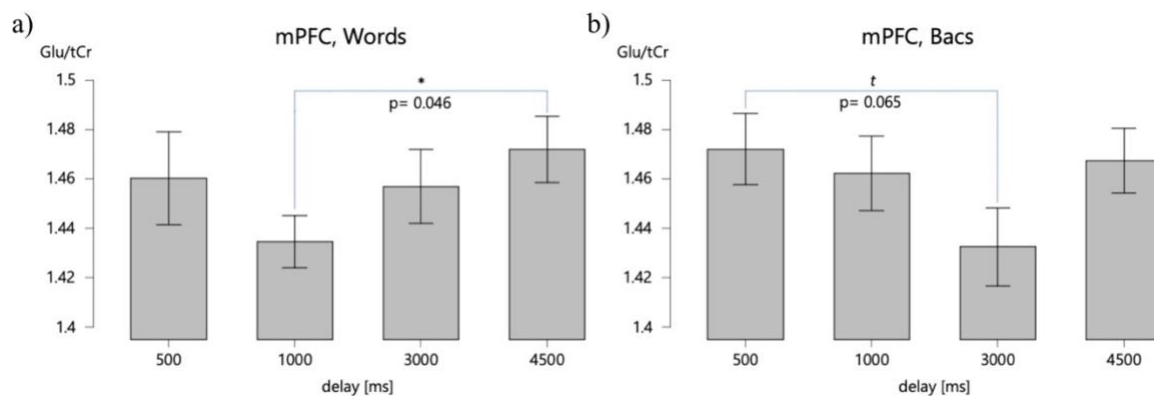 a)
mPFC, Words
Glu/tCr
1.5
1.48
1.46
1.44
1.42
1.4
*
p= 0.046
500
1000
3000
4500
delay [ms]
b)
mPFC, Bacs
Glu/tCr
1.5
1.48
1.46
1.44
1.42
1.4
t
p= 0.065
500
1000
3000
4500
delay [ms]